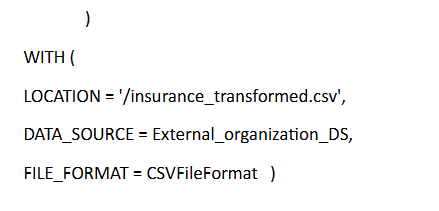 )
WITH (
LOCATION = '/insurance_transformed.csv',
DATA_SOURCE = External_organization_DS,
FILE_FORMAT = CSVFileFormat )